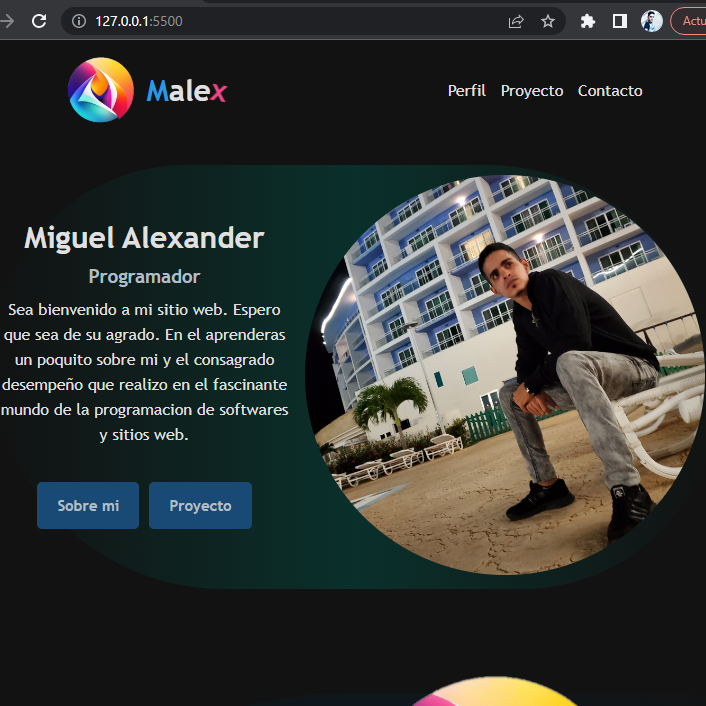 127.0.0.1:5500
Actu
Malex
Perfil Proyecto Contacto
Miguel Alexander
Programador
Sea bienvenido a mi sitio web. Espero
que sea de su agrado. En el aprenderas
un poquito sobre mi y el consagrado
desempeño que realizo en el fascinante
mundo de la programacion de softwares
y sitios web.
Sobre mi Proyecto